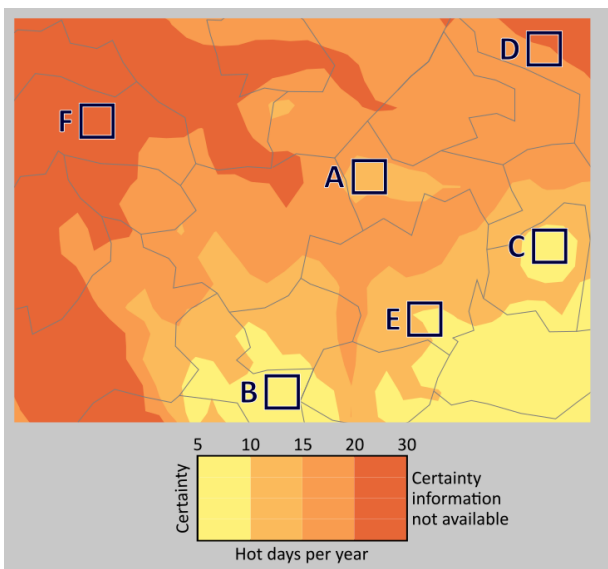 D
F
A
C
E
B
5 10 15 20 30
Certainty
Certainty
information
not available
Hot days per year